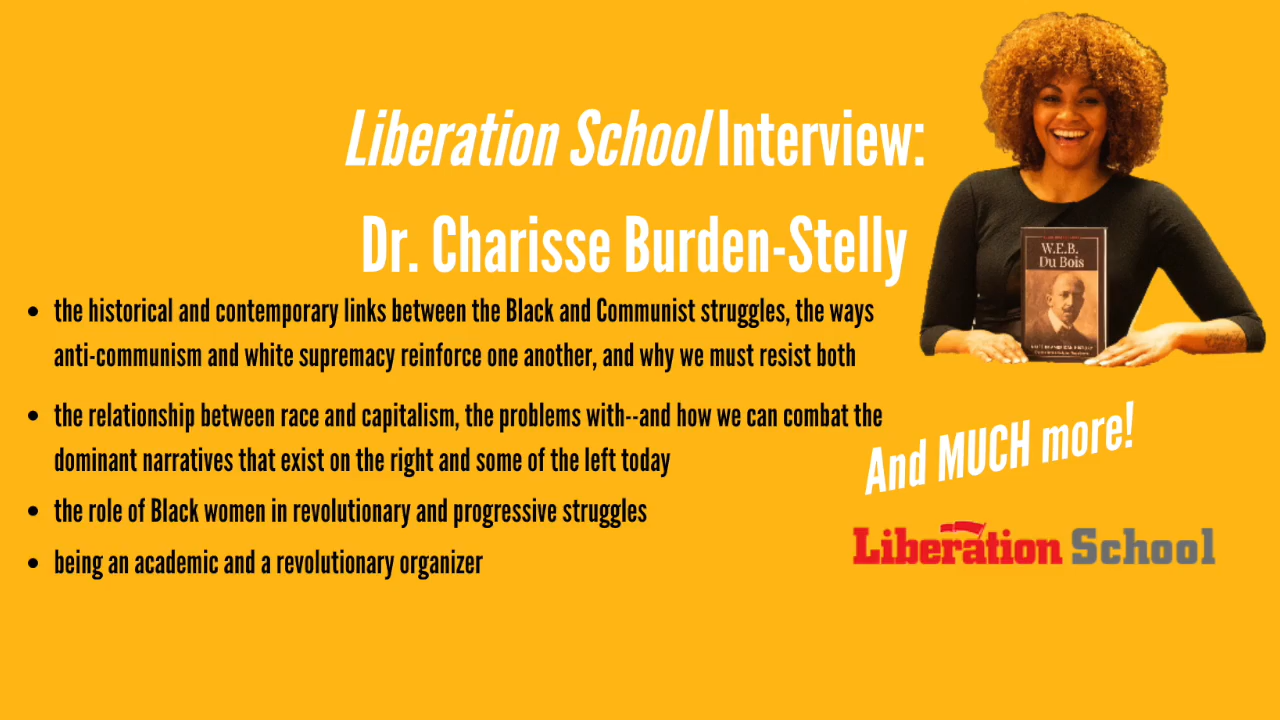 Liberation School Interview:
Dr. Charisse Burden-Stelly
• the historical and contemporary links between the Black and Communist struggles, the ways
anti-communism and white supremacy reinforce one another, and why we must resist both
• the relationship between race and capitalism, the problems with--and how we can combat the
dominant narratives that exist on the right and some of the left today
• the role of Black women in revolutionary and progressive struggles
• being an academic and a revolutionary organizer
W.E.B.
Du Bois
And MUCH more!
Liberation School